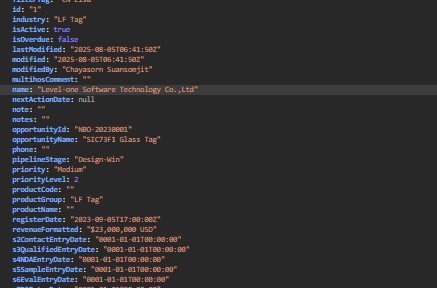 id: "1"
industry: "LF Tag"
isActive: true
isOverdue: false
lastModified: "2025-08-05T06:41:50Z"
modified: "2025-08-05T06:41:50Z"
modifiedBy: "Chayasorn Suansomjit"
multihosComment: ""
name: "Level-one Software Technology Co.,Ltd"
nextActionDate: null
note: ""
notes: ""
opportunityId: "NBO-20230001"
opportunityName: "SIC73F1 Glass Tag"
phone: ""
pipelineStage: "Design-Win"
priority: "Medium"
priorityLevel: 2
productCode: ""
productGroup: "LF Tag"
productName: ""
registerDate: "2023-09-05T17:00:00Z"
revenueFormatted: "$23,000,000 USD"
s2ContactEntryDate: "0001-01-01T00:00:00"
s3QualifiedEntryDate: "0001-01-01T00:00:00"
s4NDAEntryDate: "0001-01-01T00:00:00"
s5SampleEntryDate: "0001-01-01T00:00:00"
s6EvalEntryDate: "0001-01-01T00:00:00"